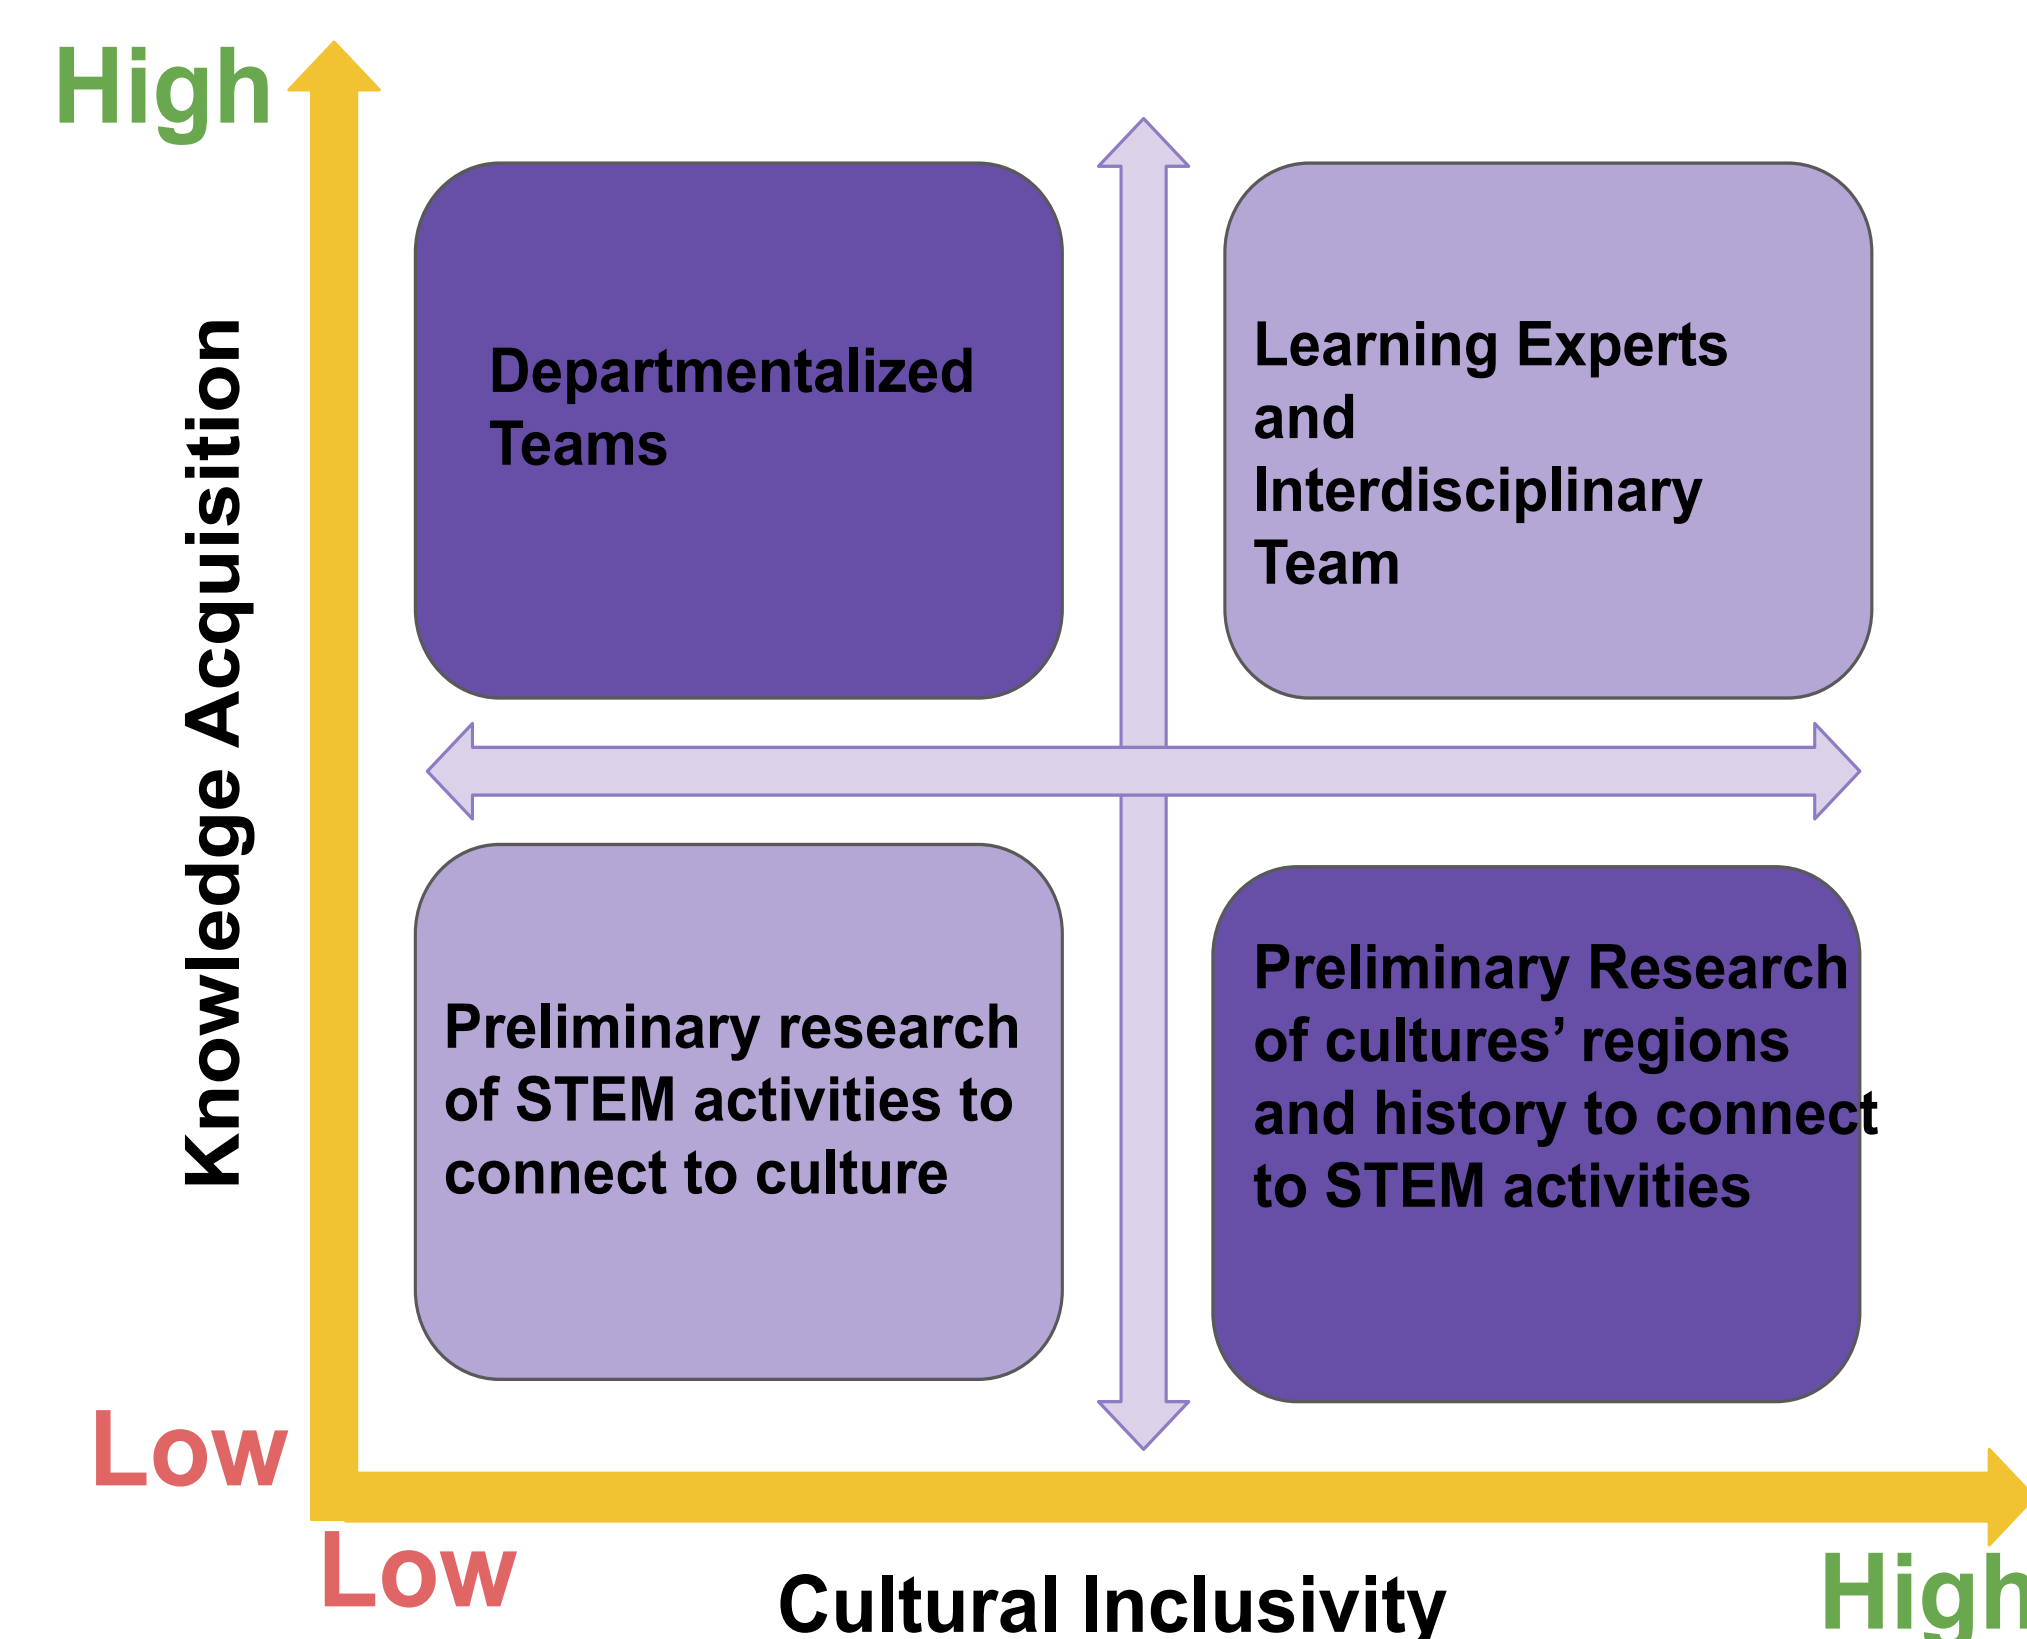 High
Knowledge Acquisition
Departmentalized
Teams
Learning Experts
and
Interdisciplinary
Team
Preliminary research
of STEM activities to
connect to culture
Preliminary Research
of cultures’ regions
and history to connect
to STEM activities
Low
Low
Cultural Inclusivity
High